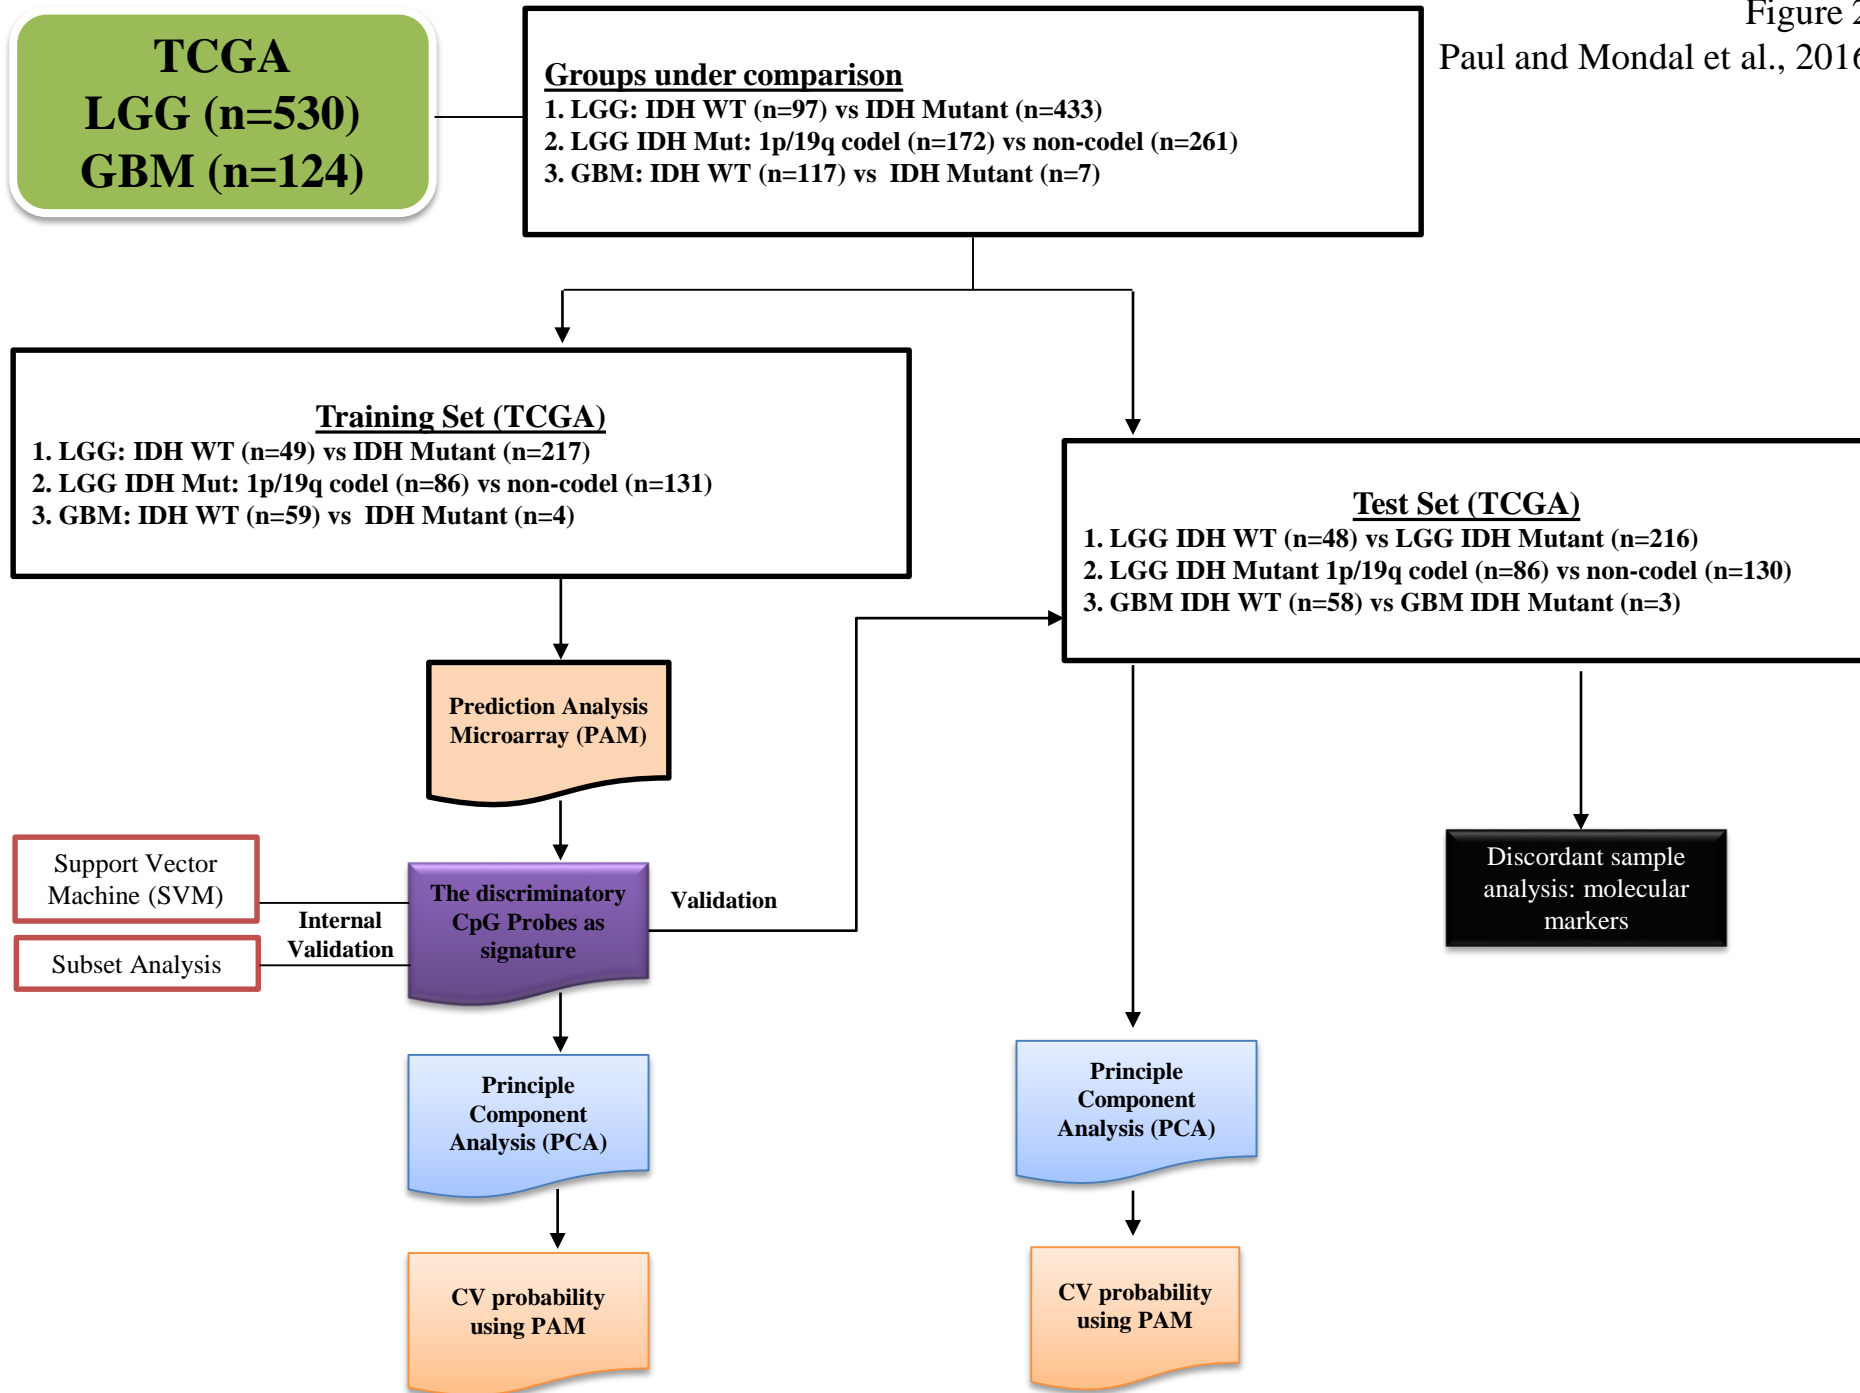 Figure 2
Paul and Mondal et al., 2016
TCGA
LGG (n=530)
GBM (n=124)
Groups under comparison
1. LGG: IDH WT (n=97) vs IDH Mutant (n=433)
2. LGG IDH Mut: 1p/19q codel (n=172) vs non-codel (n=261)
3. GBM: IDH WT (n=117) vs  IDH Mutant (n=7)
Training Set (TCGA)
1. LGG: IDH WT (n=49) vs IDH Mutant (n=217)
2. LGG IDH Mut: 1p/19q codel (n=86) vs non-codel (n=131)
3. GBM: IDH WT (n=59) vs  IDH Mutant (n=4)
Test Set (TCGA)
1. LGG IDH WT (n=48) vs LGG IDH Mutant (n=216)
2. LGG IDH Mutant 1p/19q codel (n=86) vs non-codel (n=130)
3. GBM IDH WT (n=58) vs GBM IDH Mutant (n=3)
Prediction Analysis
Microarray (PAM)
Support Vector
Machine (SVM)
Internal
Validation
Subset Analysis
The discriminatory
CpG Probes as
signature
Validation
Discordant sample
analysis: molecular
markers
Principle
Component
Analysis (PCA)
Principle
Component
Analysis (PCA)
CV probability
using PAM
CV probability
using PAM